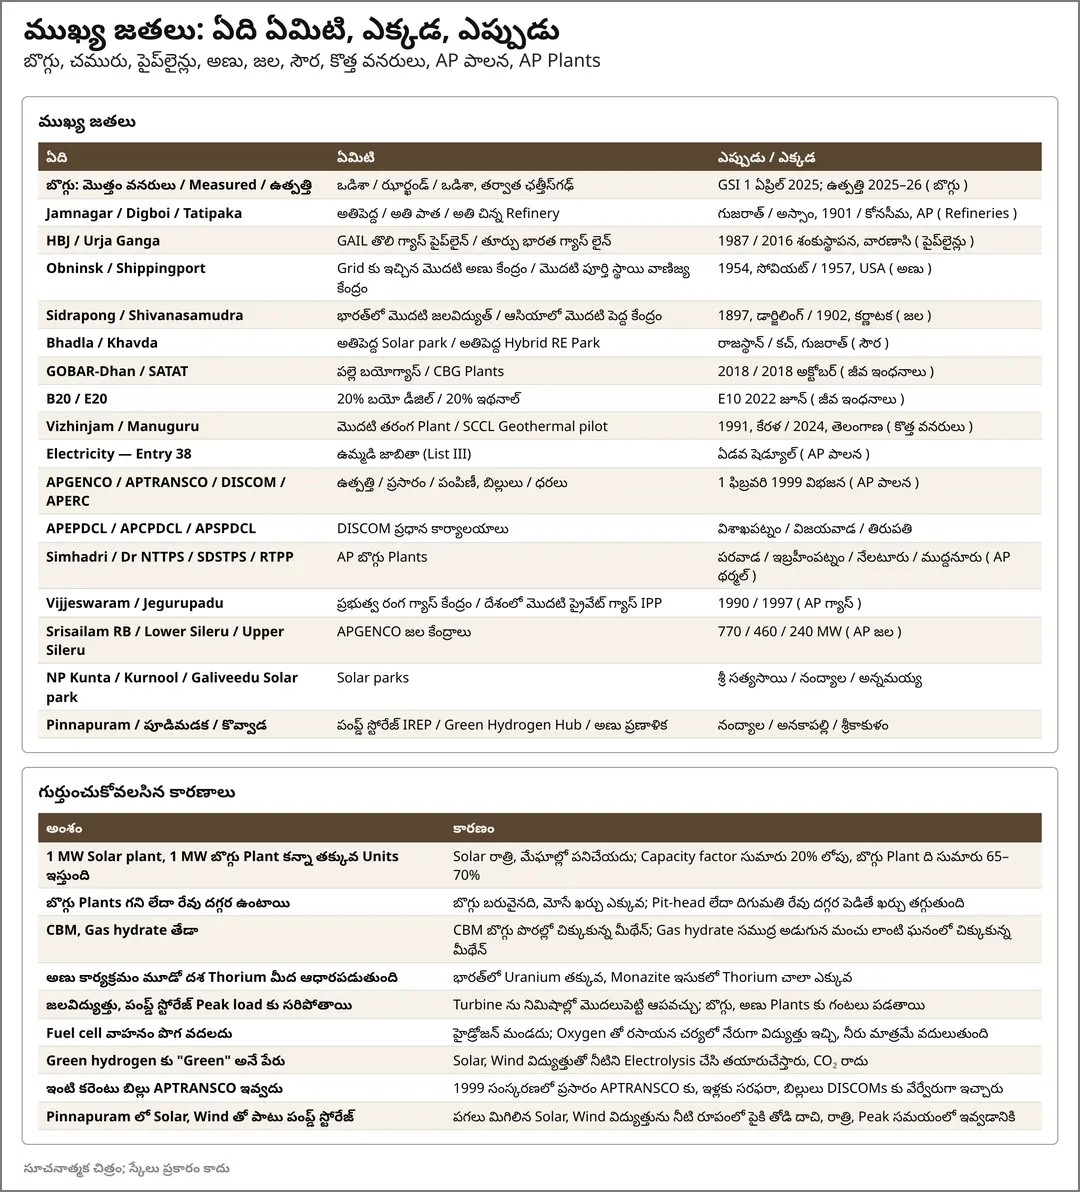 ముఖ్య జతలు: ఏది ఏమిటి, ఎక్కడ, ఎప్పుడు
బొగ్గు, చమురు, పైప్‌లైన్లు, అణు, జల, సౌర, కొత్త వనరులు, AP పాలన, AP Plants
ముఖ్య జతలు
ఏది ఏమిటి ఎప్పుడు / ఎక్కడ
బొగ్గు: మొత్తం వనరులు / Measured / ఉత్పత్తి ఒడిశా / ఝార్ఖండ్ / ఒడిశా, తర్వాత ఛత్తీస్‌గఢ్ GSI 1 ఏప్రిల్ 2025; ఉత్పత్తి 2025–26 ( బొగ్గు )
Jamnagar / Digboi / Tatipaka అతిపెద్ద / అతి పాత / అతి చిన్న Refinery గుజరాత్ / అస్సాం, 1901 / కోనసీమ, AP ( Refineries )
HBJ / Urja Ganga GAIL తొలి గ్యాస్ పైప్‌లైన్ / తూర్పు భారత గ్యాస్ లైన్ 1987 / 2016 శంకుస్థాపన, వారణాసి ( పైప్‌లైన్లు )
Obninsk / Shippingport Grid కు ఇచ్చిన మొదటి అణు కేంద్రం / మొదటి పూర్తి స్థాయి వాణిజ్య 1954, సోవియట్ / 1957, USA ( అణు )
కేంద్రం
Sidrapong / Shivanasamudra భారత్‌లో మొదటి జలవిద్యుత్ / ఆసియాలో మొదటి పెద్ద కేంద్రం 1897, డార్జిలింగ్ / 1902, కర్ణాటక ( జల )
Bhadla / Khavda అతిపెద్ద Solar park / అతిపెద్ద Hybrid RE Park రాజస్థాన్ / కచ్, గుజరాత్ ( సౌర )
GOBAR-Dhan / SATAT పల్లె బయోగ్యాస్ / CBG Plants 2018 / 2018 అక్టోబర్ ( జీవ ఇంధనాలు )
B20 / E20 20% బయో డీజిల్ / 20% ఇథనాల్ E10 2022 జూన్ ( జీవ ఇంధనాలు )
Vizhinjam / Manuguru మొదటి తరంగ Plant / SCCL Geothermal pilot 1991, కేరళ / 2024, తెలంగాణ ( కొత్త వనరులు )
Electricity — Entry 38 ఉమ్మడి జాబితా (List III) ఏడవ షెడ్యూల్ ( AP పాలన )
APGENCO / APTRANSCO / DISCOM / ఉత్పత్తి / ప్రసారం / పంపిణీ, బిల్లులు / ధరలు 1 ఫిబ్రవరి 1999 విభజన ( AP పాలన )
APERC
APEPDCL / APCPDCL / APSPDCL DISCOM ప్రధాన కార్యాలయాలు విశాఖపట్నం / విజయవాడ / తిరుపతి
Simhadri / Dr NTTPS / SDSTPS / RTPP AP బొగ్గు Plants పరవాడ / ఇబ్రహీంపట్నం / నేలటూరు / ముద్దనూరు ( AP
థర్మల్ )
Vijjeswaram / Jegurupadu ప్రభుత్వ రంగ గ్యాస్ కేంద్రం / దేశంలో మొదటి ప్రైవేట్ గ్యాస్ IPP 1990 / 1997 ( AP గ్యాస్ )
Srisailam RB / Lower Sileru / Upper APGENCO జల కేంద్రాలు 770 / 460 / 240 MW ( AP జల )
Sileru
NP Kunta / Kurnool / Galiveedu Solar Solar parks శ్రీ సత్యసాయి / నంద్యాల / అన్నమయ్య
park
Pinnapuram / పూడిమడక / కొవ్వాడ పంప్డ్ స్టోరేజ్ IREP / Green Hydrogen Hub / అణు ప్రణాళిక నంద్యాల / అనకాపల్లి / శ్రీకాకుళం
గుర్తుంచుకోవలసిన కారణాలు
అంశం కారణం
1 MW Solar plant, 1 MW బొగ్గు Plant కన్నా తక్కువ Units Solar రాత్రి, మేఘాల్లో పనిచేయదు; Capacity factor సుమారు 20% లోపు, బొగ్గు Plant ది సుమారు 65–
ఇస్తుంది 70%
బొగ్గు Plants గని లేదా రేవు దగ్గర ఉంటాయి బొగ్గు బరువైనది, మోసే ఖర్చు ఎక్కువ; Pit-head లేదా దిగుమతి రేవు దగ్గర పెడితే ఖర్చు తగ్గుతుంది
CBM, Gas hydrate తేడా CBM బొగ్గు పొరల్లో చిక్కుకున్న మీథేన్; Gas hydrate సముద్ర అడుగున మంచు లాంటి ఘనంలో చిక్కుకున్న
మీథేన్
అణు కార్యక్రమం మూడో దశ Thorium మీద ఆధారపడుతుంది భారత్‌లో Uranium తక్కువ, Monazite ఇసుకలో Thorium చాలా ఎక్కువ
జలవిద్యుత్తు, పంప్డ్ స్టోరేజ్ Peak load కు సరిపోతాయి Turbine ను నిమిషాల్లో మొదలుపెట్టి ఆపవచ్చు; బొగ్గు, అణు Plants కు గంటలు పడతాయి
Fuel cell వాహనం పొగ వదలదు హైడ్రోజన్ మండదు; Oxygen తో రసాయన చర్యలో నేరుగా విద్యుత్తు ఇచ్చి, నీరు మాత్రమే వదులుతుంది
Green hydrogen కు "Green" అనే పేరు Solar, Wind విద్యుత్తుతో నీటిని Electrolysis చేసి తయారుచేస్తారు, CO₂ రాదు
ఇంటి కరెంటు బిల్లు APTRANSCO ఇవ్వదు 1999 సంస్కరణలో ప్రసారం APTRANSCO కు, ఇళ్లకు సరఫరా, బిల్లులు DISCOMs కు వేర్వేరుగా ఇచ్చారు
Pinnapuram లో Solar, Wind తో పాటు పంప్డ్ స్టోరేజ్ పగలు మిగిలిన Solar, Wind విద్యుత్తును నీటి రూపంలో పైకి తోడి దాచి, రాత్రి, Peak సమయంలో ఇవ్వడానికి
సూచనాత్మక చిత్రం; స్కేలు ప్రకారం కాదు